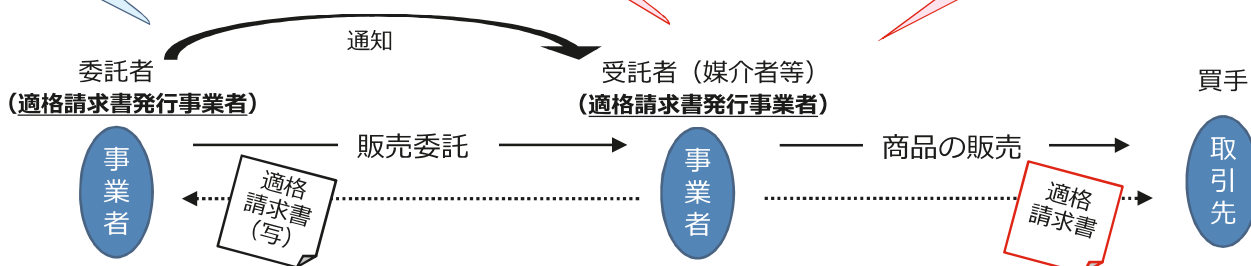 通知
委託者
（適格請求書発行事業者）
受託者（媒介者等）
（適格請求書発行事業者）
買手
事業者
販売委託
事業者
商品の販売
取引先
適格
請求書
（写）
適格
請求書